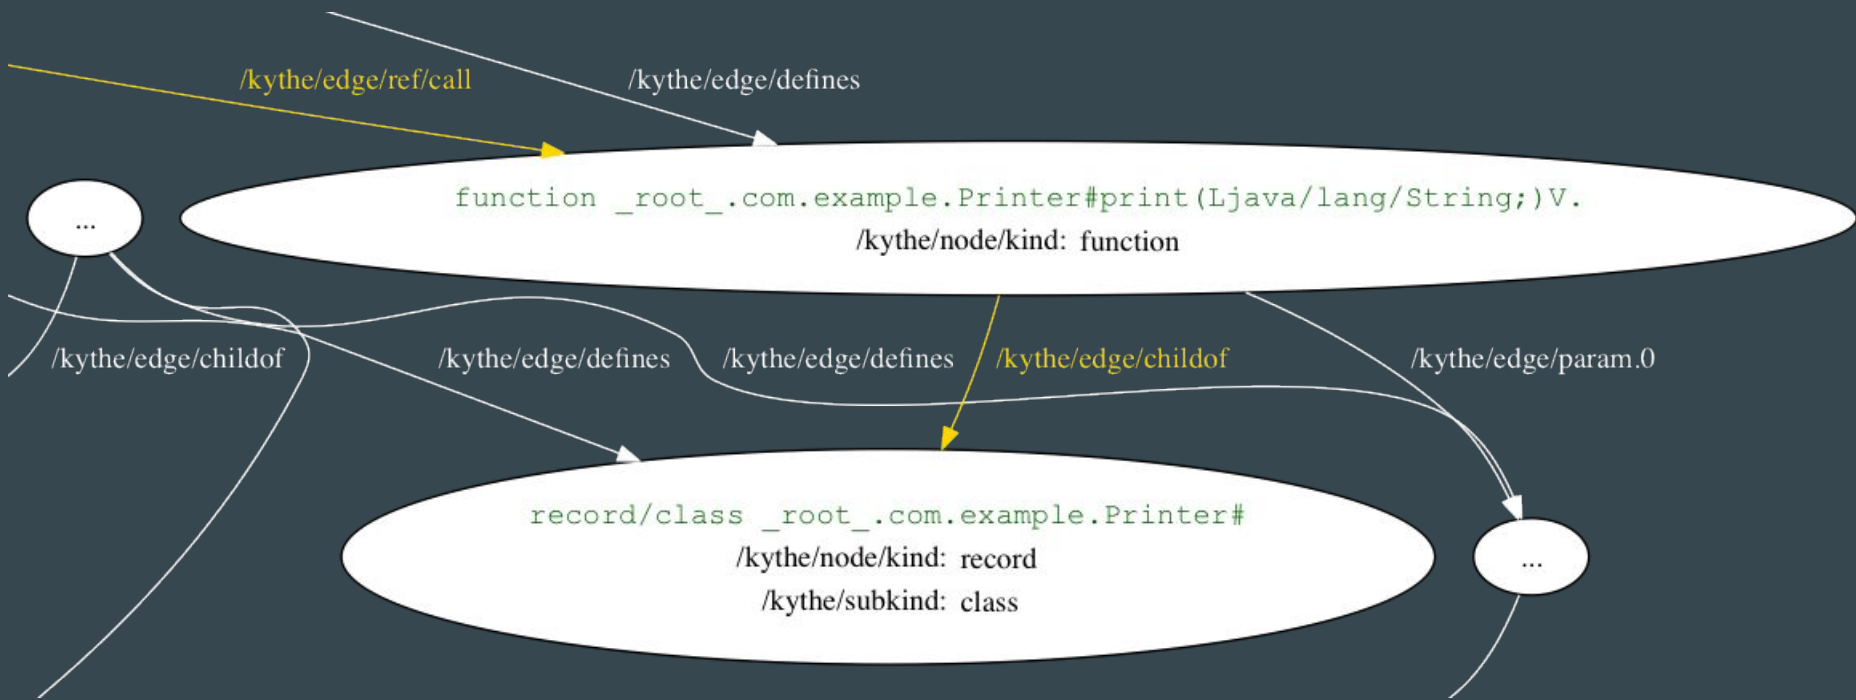 /kythe/edge/ref/call
/kythe/edge/defines
function _root_.com.example.Printer#print(Ljava/lang/String;)V.
/kythe/node/kind: function
...
/kythe/edge/childof
/kythe/edge/defines
/kythe/edge/defines
/kythe/edge/childof
/kythe/edge/param.0
record/class _root_.com.example.Printer#
/kythe/node/kind: record
/kythe/subkind: class
...